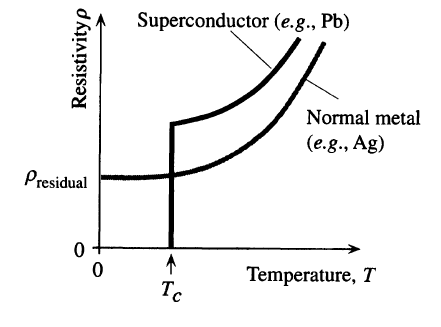 Superconductor (e.g., Pb)
Resistivity ρ
Normal metal
(e.g., Ag)
ρresidual
0
0
Tc
Temperature, T